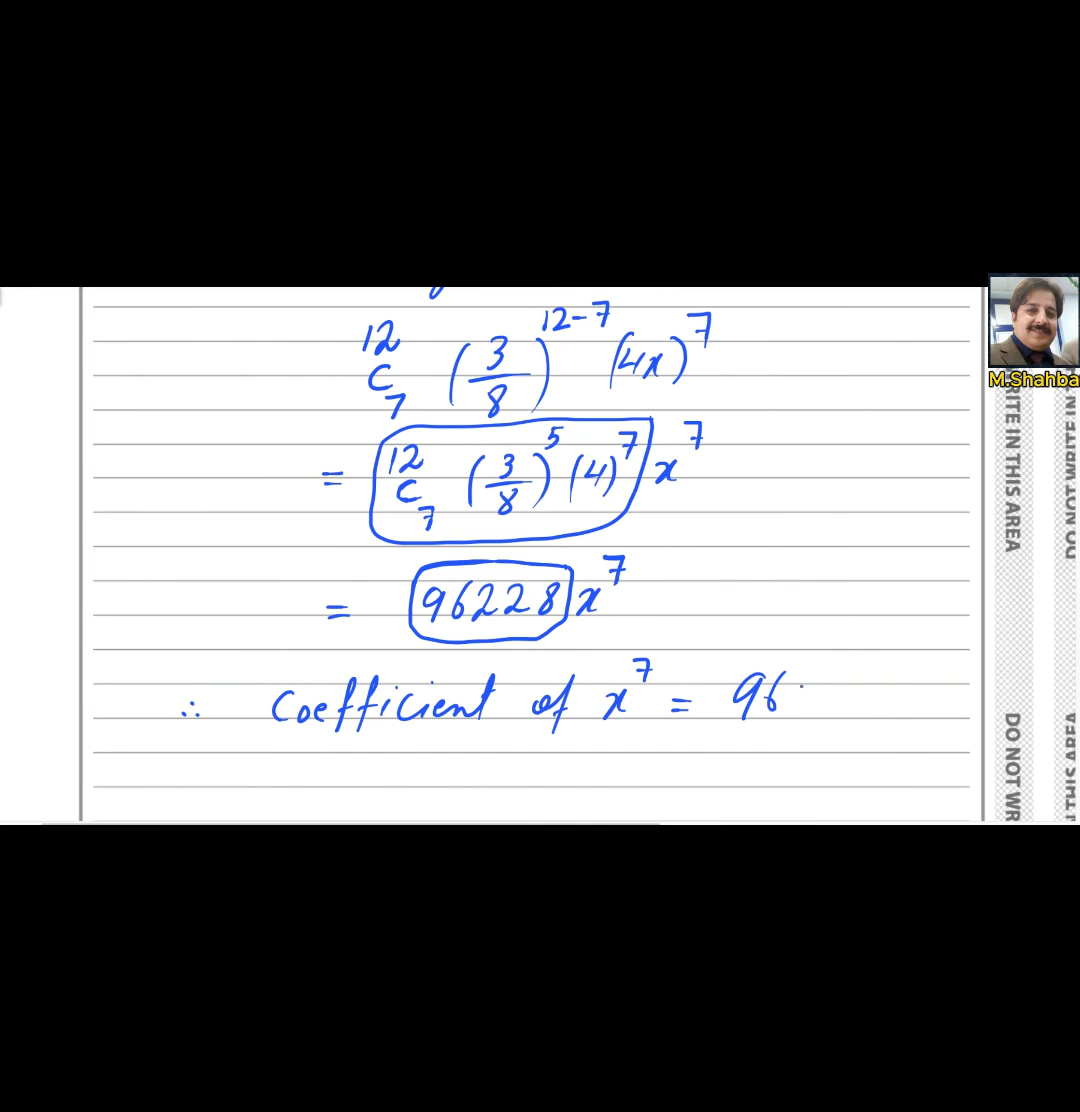 12C7 (3/8)^12-7 (4x)^7
= 12C7 (3/8)^5 (4)^7 x^7
= 96228 x^7
∴ Coefficient of x^7 = 96
M.Shahba
RITE IN THIS AREA
DO NOT WR
DO NOT WRITE IN TH
THIS AREA